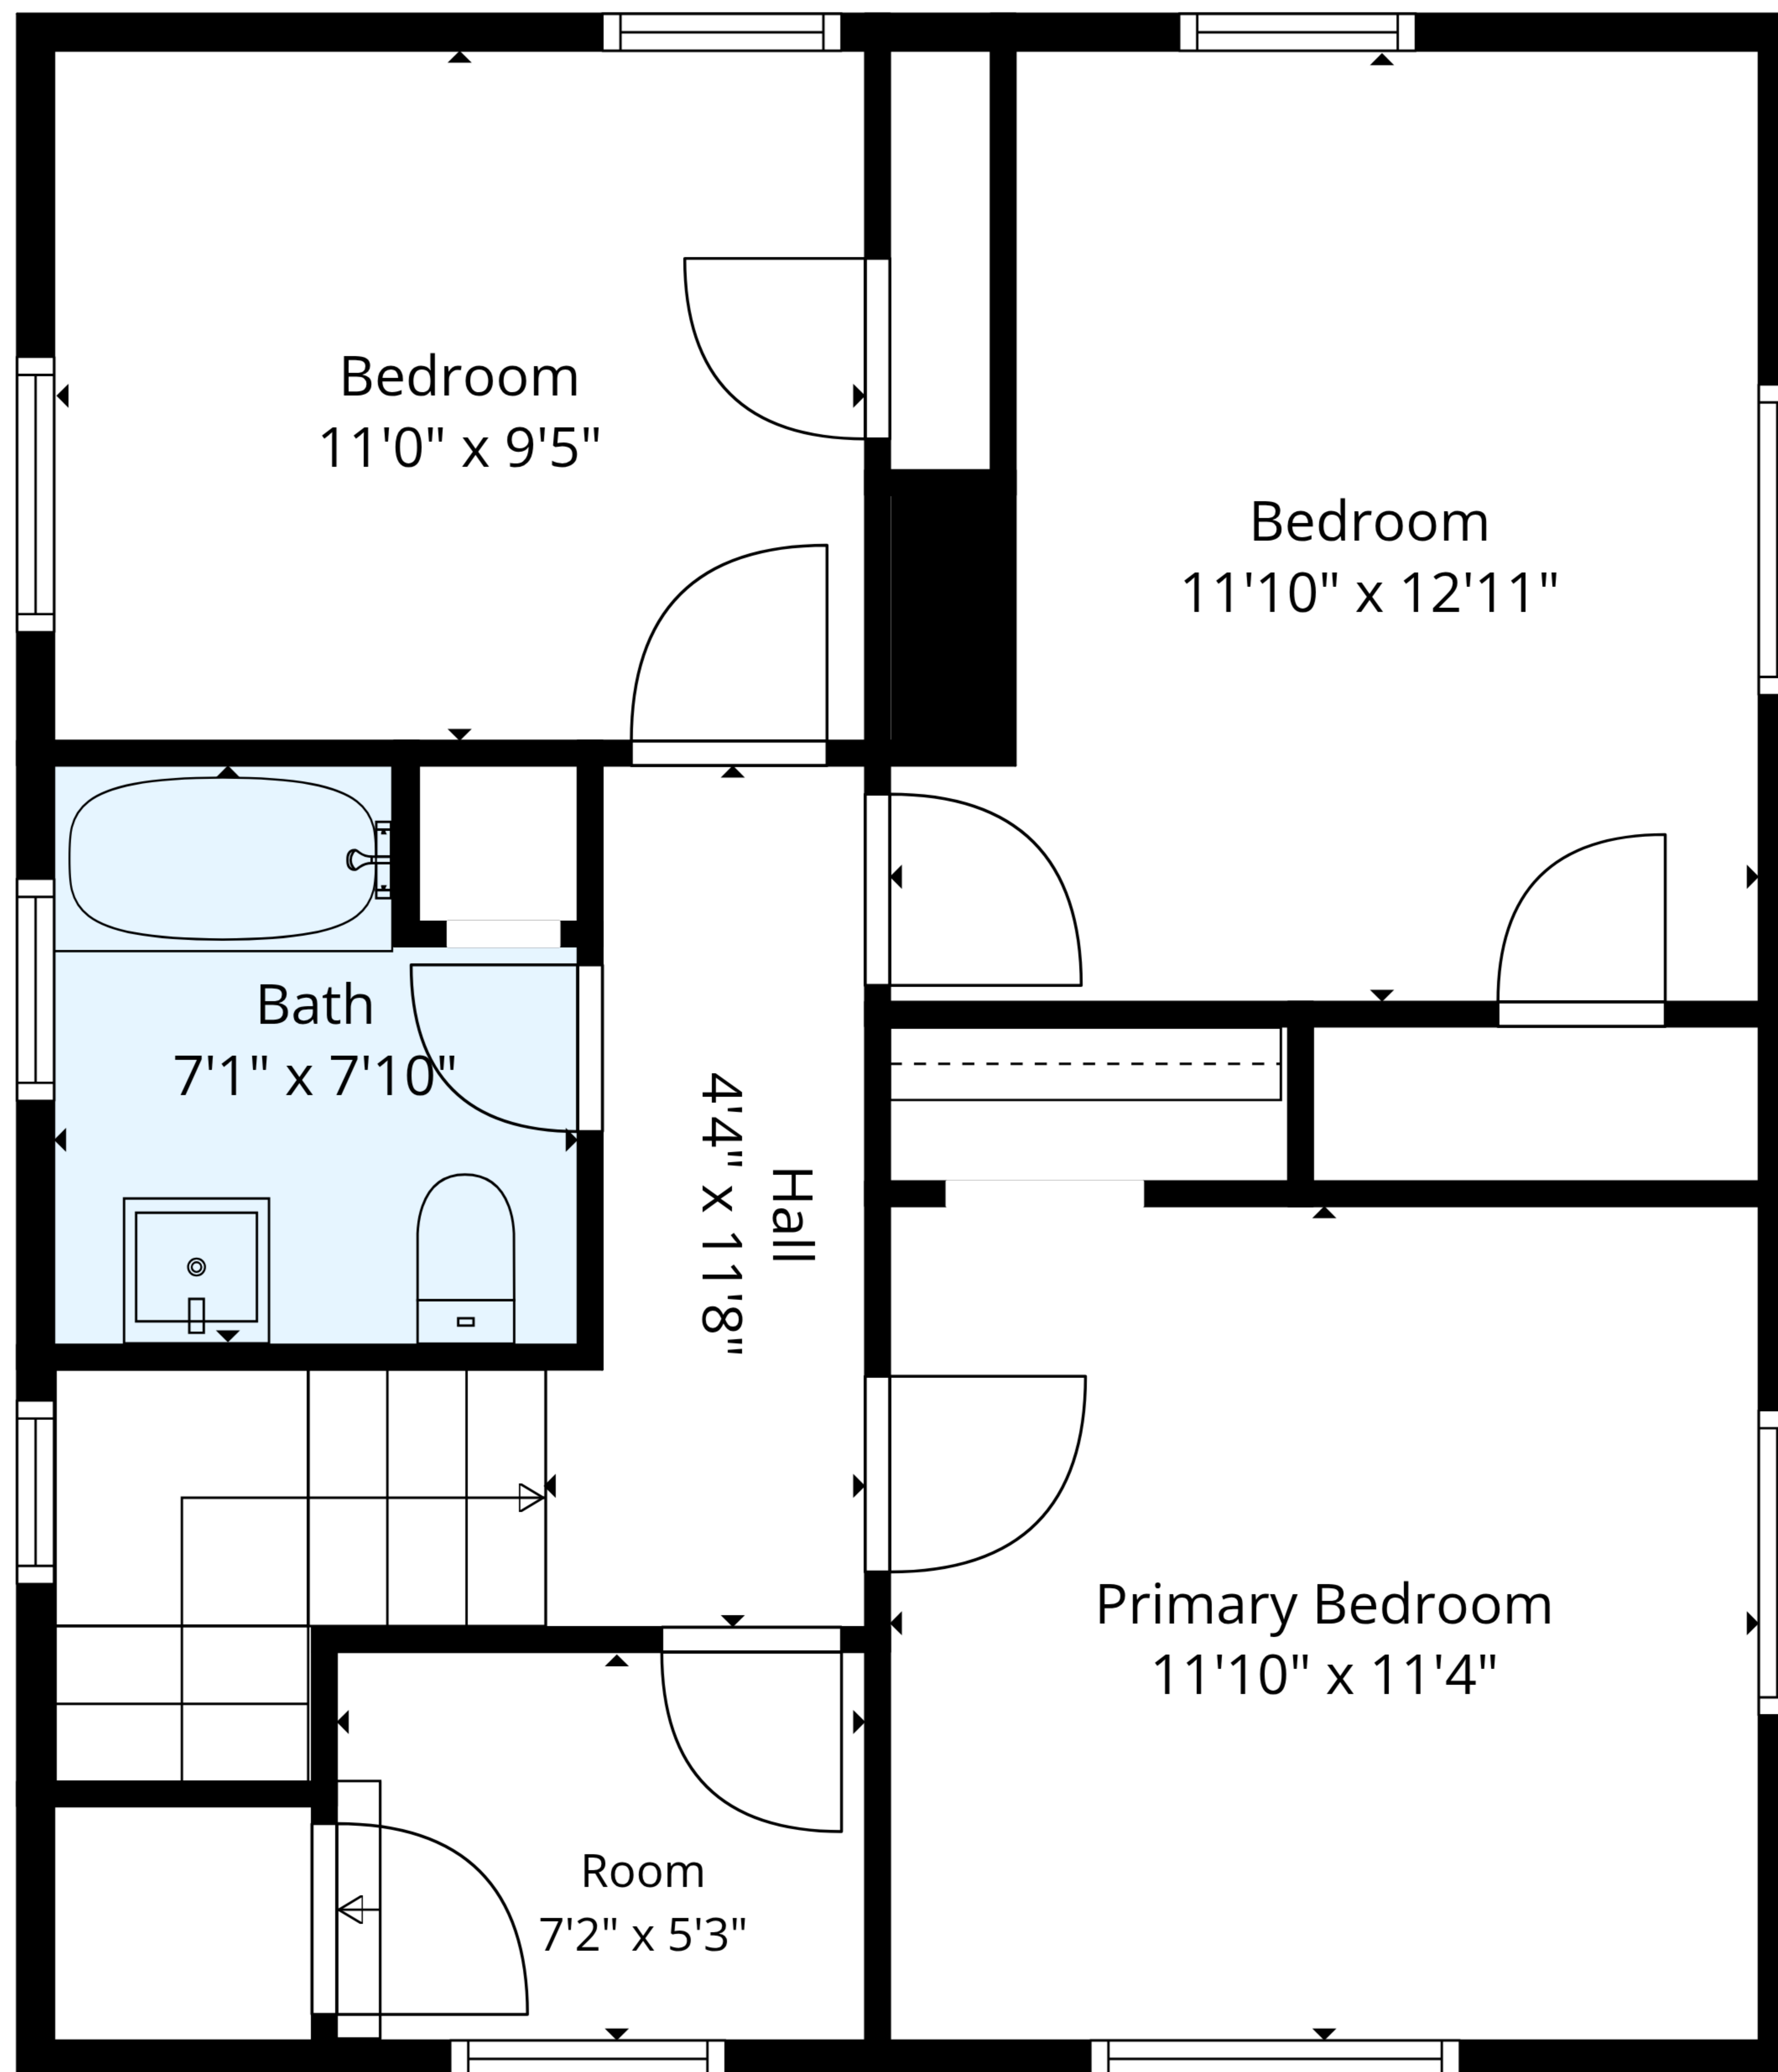 Bedroom
11'0" x 9'5"
Bedroom
11'10" x 12'11"
Bath
7'1" x 7'10"
Hall
4'4" x 11'8"
Primary Bedroom
11'10" x 11'4"
Room
7'2" x 5'3"